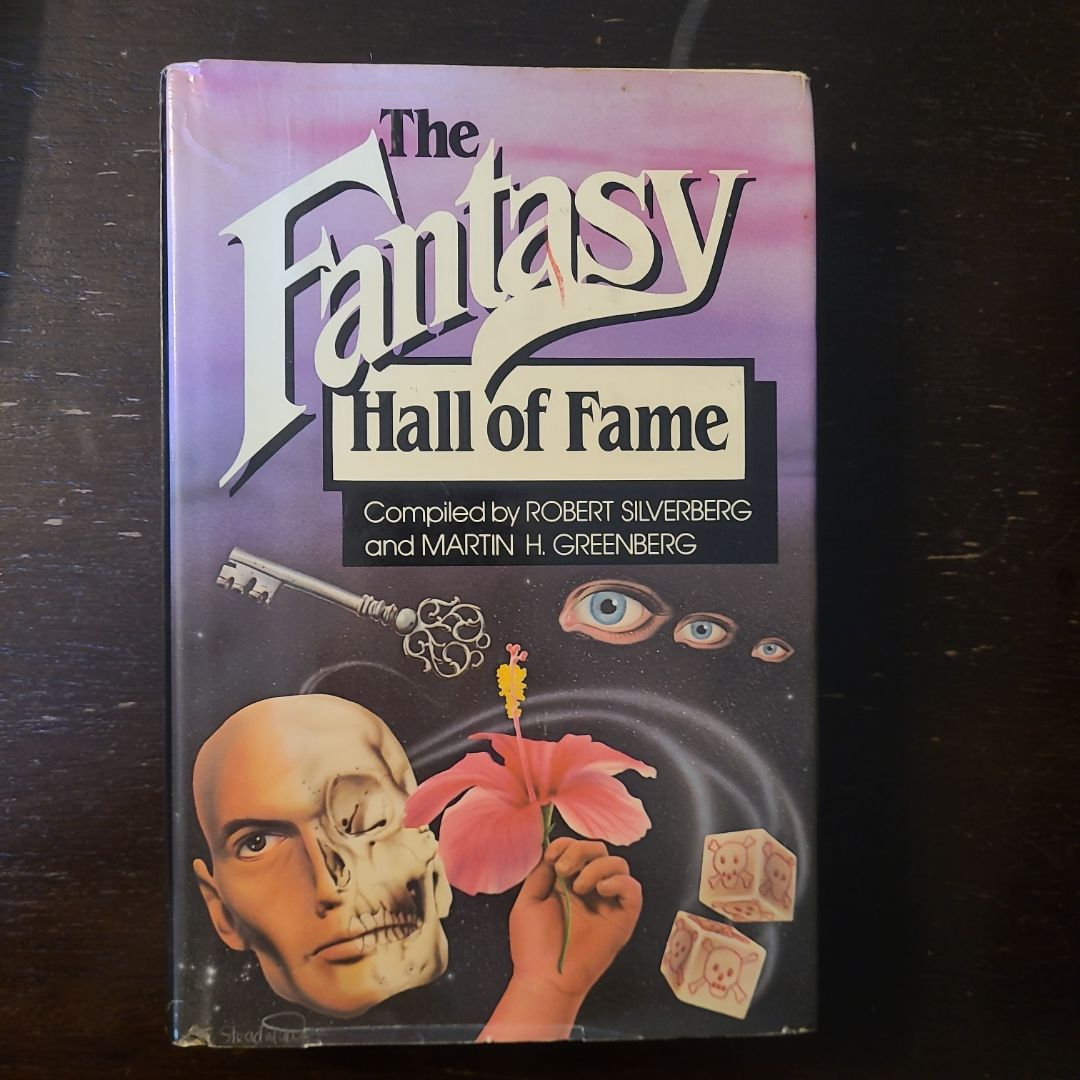 The
Fantasy
Hall of Fame
Compiled by ROBERT SILVERBERG
and MARTIN H. GREENBERG